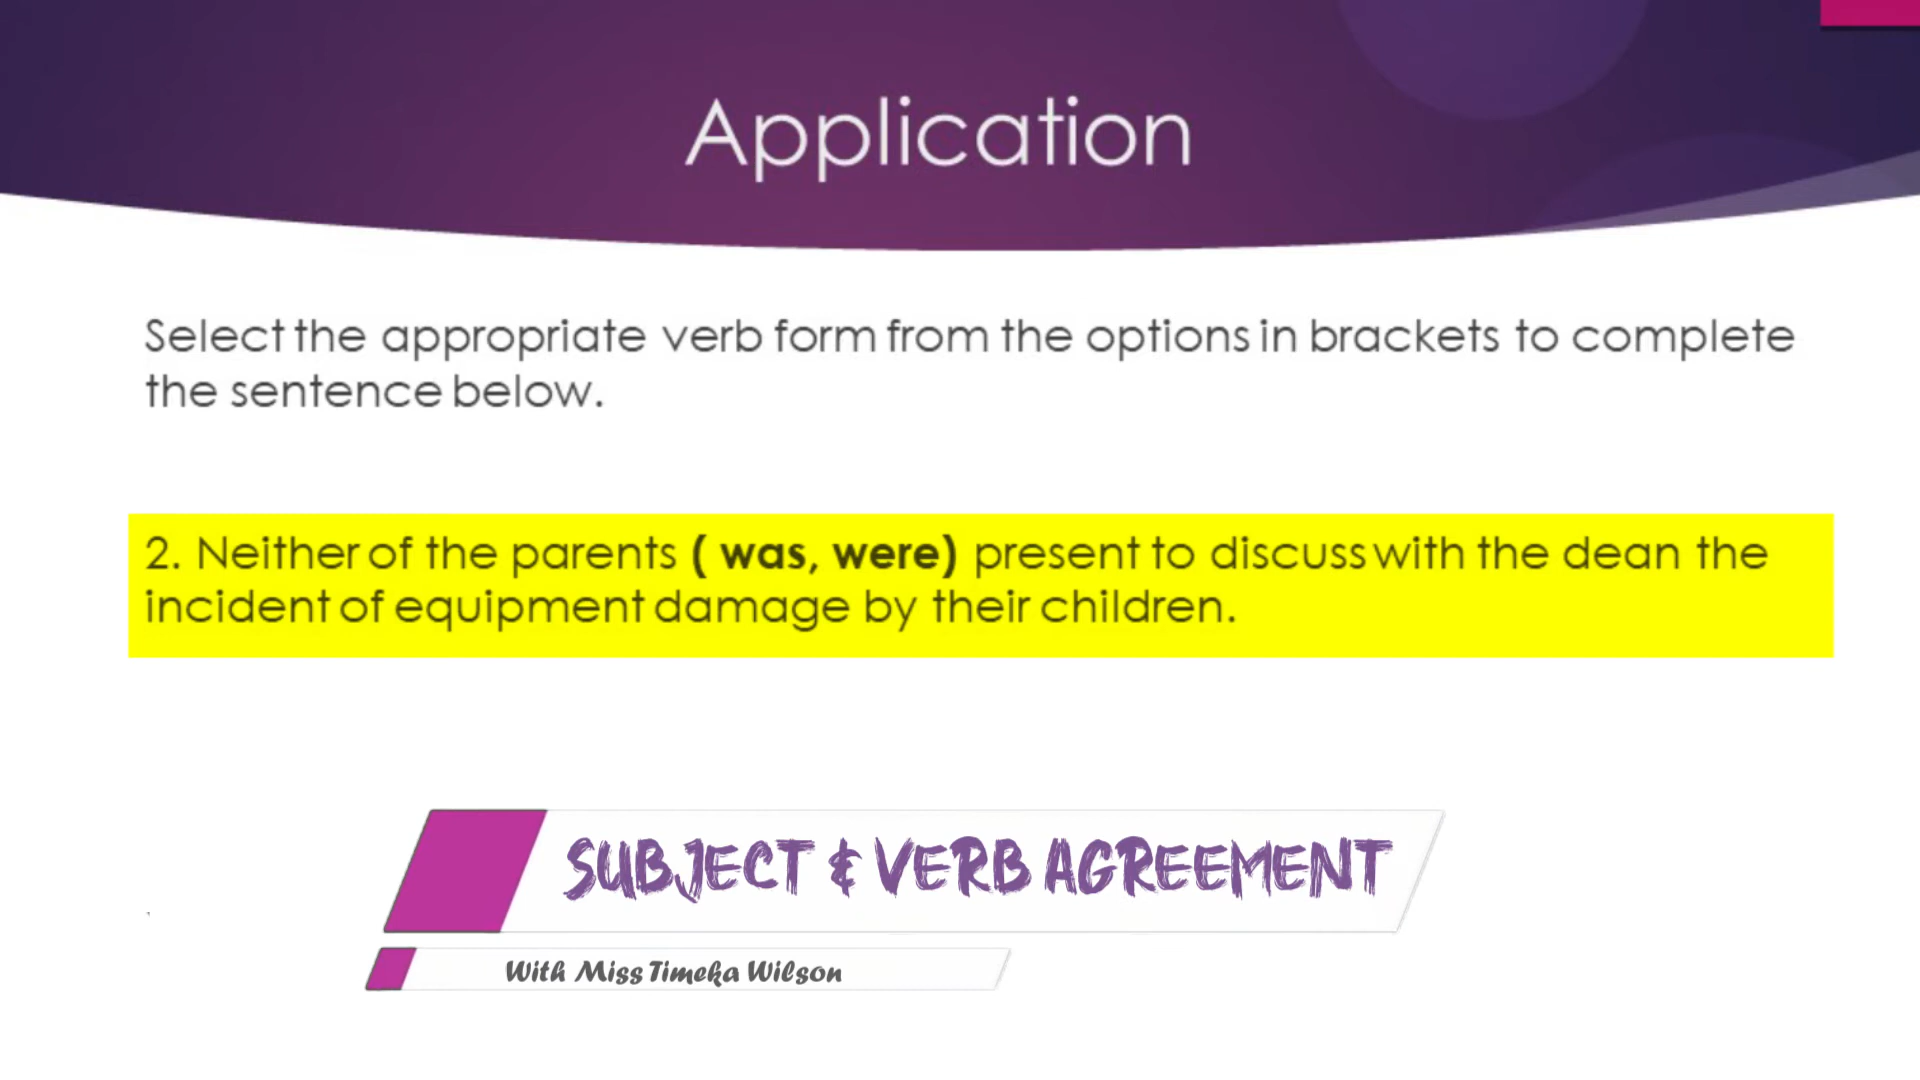 Application
Select the appropriate verb form from the options in brackets to complete
the sentence below.
2. Neither of the parents ( was, were) present to discuss with the dean the
incident of equipment damage by their children.
SUBJECT & VERB AGREEMENT
With Miss Timeka Wilson